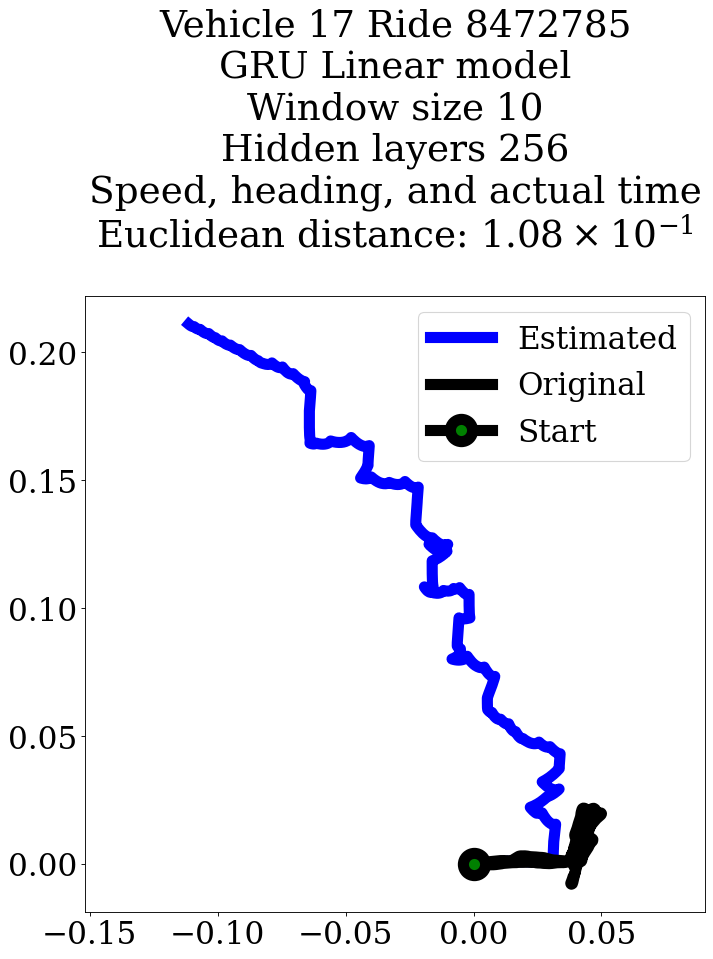 Vehicle 17 Ride 8472785
GRU Linear model
Window size 10
Hidden layers 256
Speed, heading, and actual time
Euclidean distance: 1.08 × 10⁻¹
Estimated
Original
Start
0.20
0.15
0.10
0.05
0.00
−0.15
−0.10
−0.05
0.00
0.05